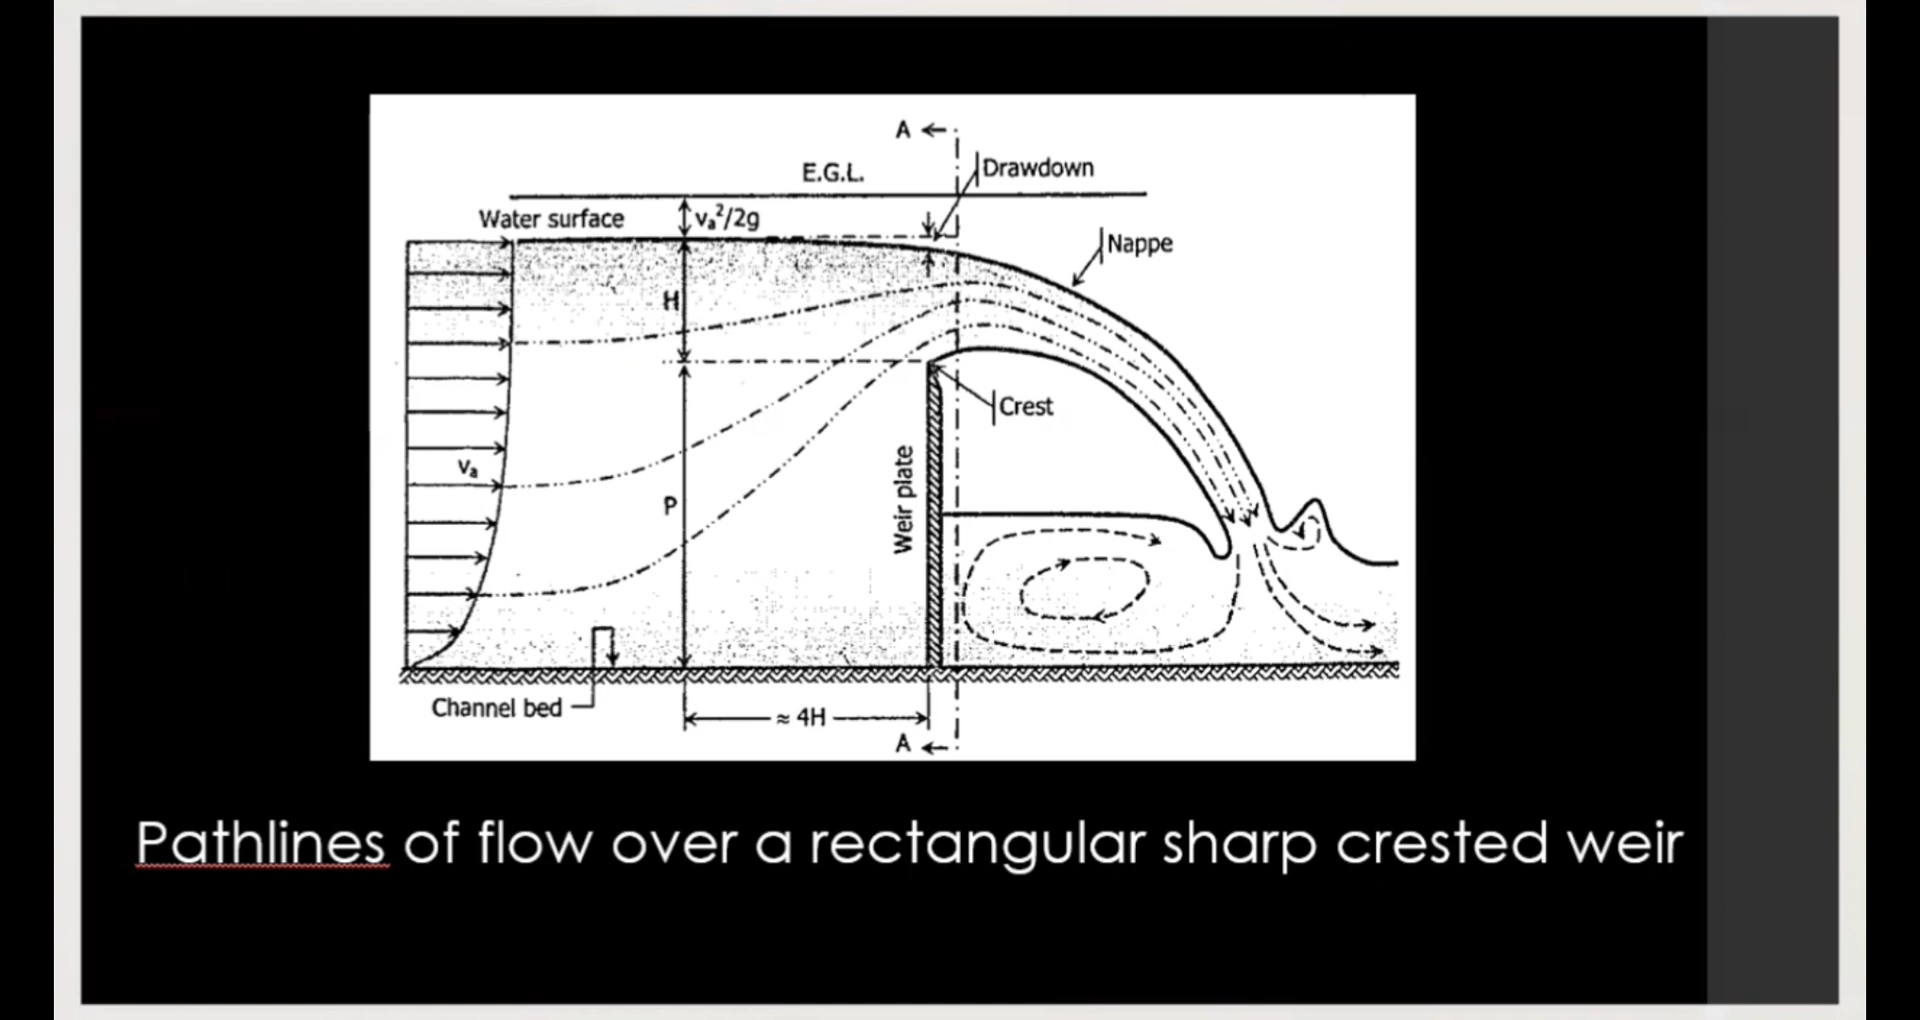 A
E.G.L.
Drawdown
Water surface
vₐ²/2g
Nappe
H
Crest
vₐ
P
Weir plate
Channel bed
≈ 4H
A
Pathlines of flow over a rectangular sharp crested weir